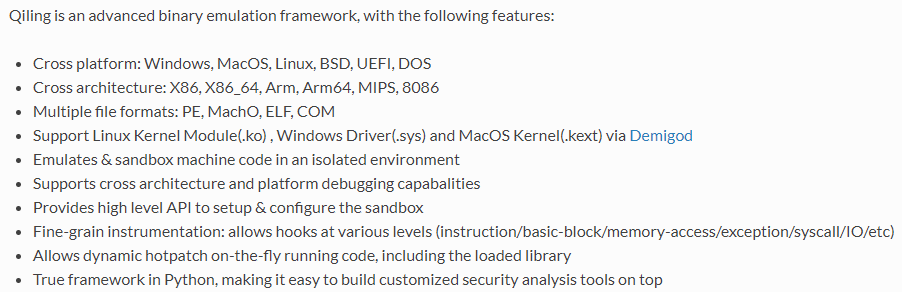 Qiling is an advanced binary emulation framework, with the following features:
• Cross platform: Windows, MacOS, Linux, BSD, UEFI, DOS
• Cross architecture: X86, X86_64, Arm, Arm64, MIPS, 8086
• Multiple file formats: PE, MachO, ELF, COM
• Support Linux Kernel Module(.ko) , Windows Driver(.sys) and MacOS Kernel(.kext) via Demigod
• Emulates & sandbox machine code in an isolated environment
• Supports cross architecture and platform debugging capabalities
• Provides high level API to setup & configure the sandbox
• Fine-grain instrumentation: allows hooks at various levels (instruction/basic-block/memory-access/exception/syscall/IO/etc)
• Allows dynamic hotpatch on-the-fly running code, including the loaded library
• True framework in Python, making it easy to build customized security analysis tools on top